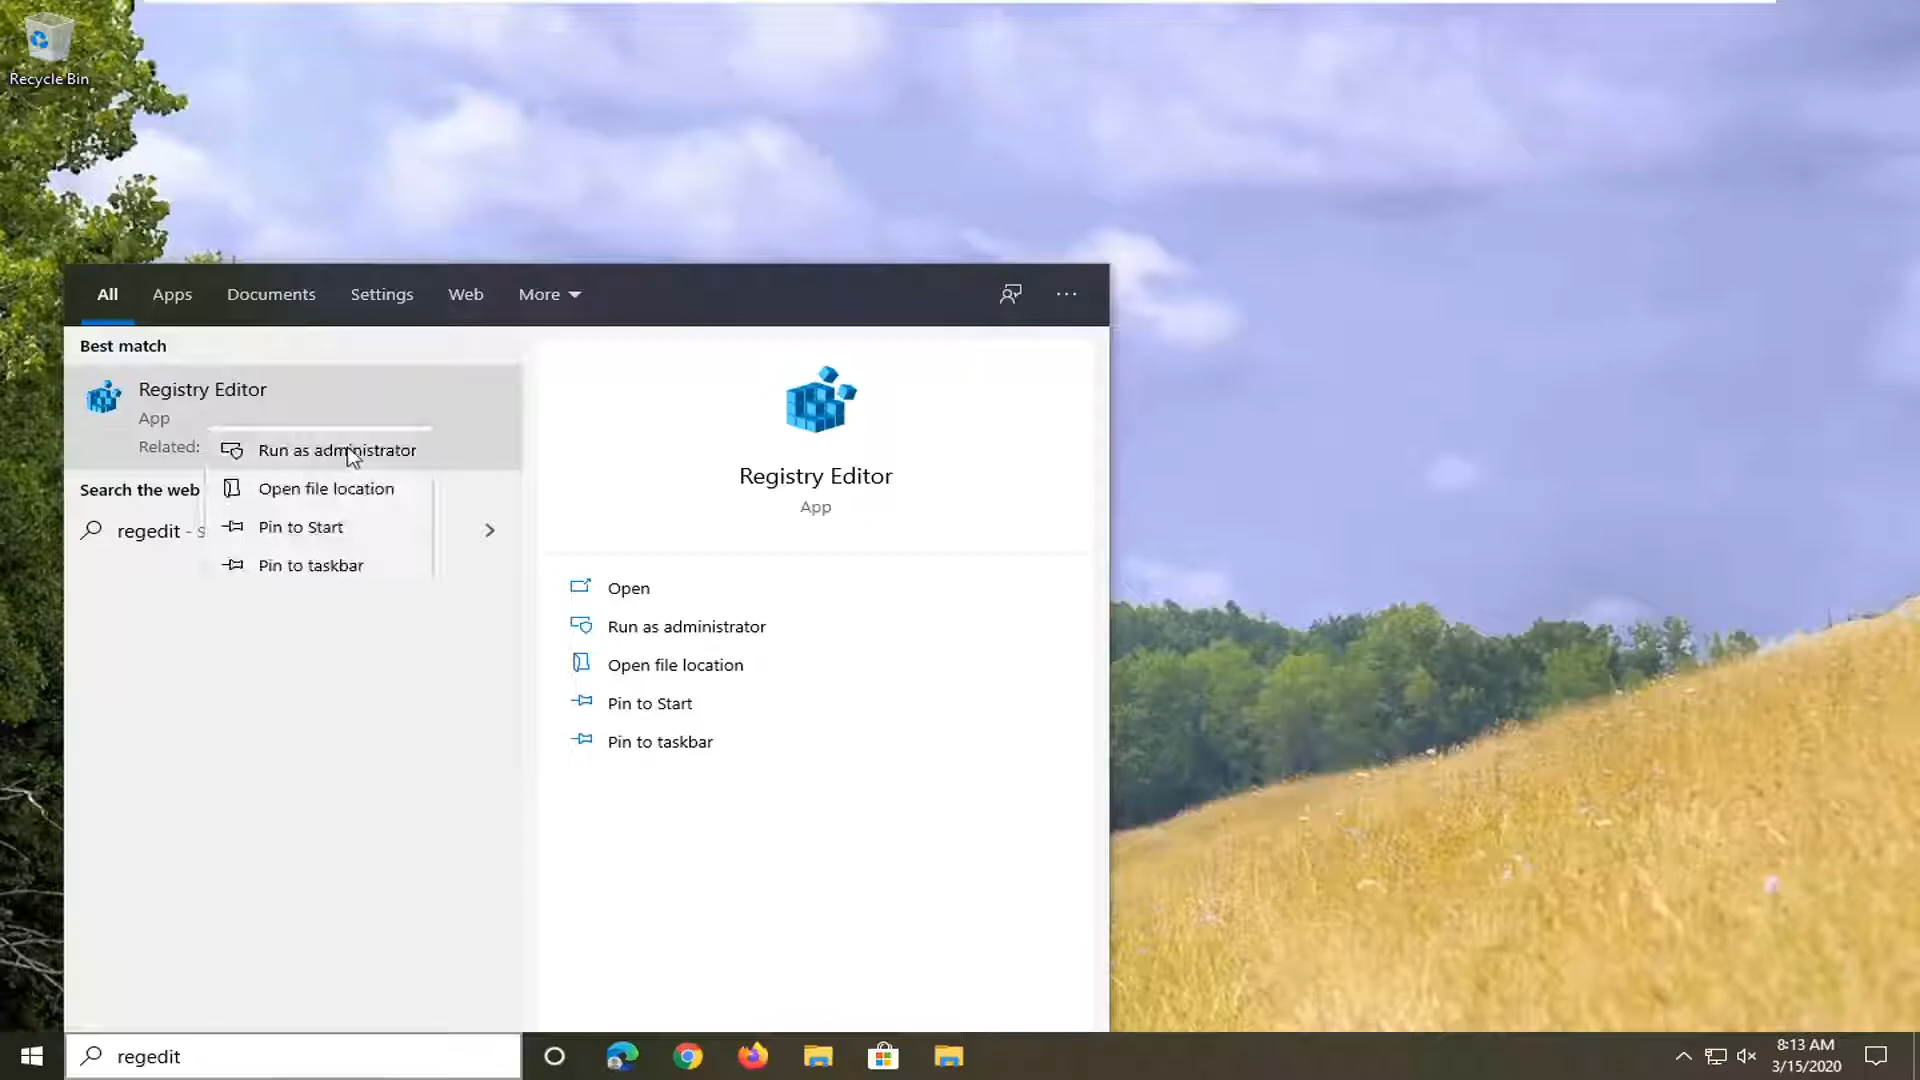 Recycle Bin
All Apps Documents Settings Web More
Best match
Registry Editor
App
Related:
Run as administrator
Open file location
Pin to Start
Pin to taskbar
Search the web
regedit - s
Registry Editor
App
Open
Run as administrator
Open file location
Pin to Start
Pin to taskbar
regedit
8:13 AM
3/15/2020